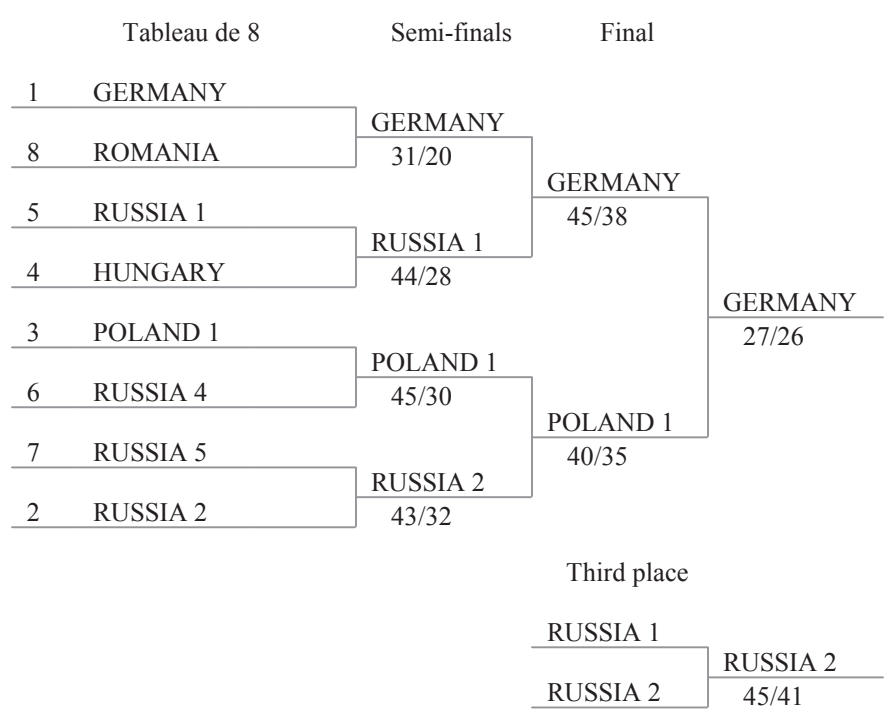 Tableau de 8 Semi-finals Final
1 GERMANY
GERMANY
8 ROMANIA 31/20
GERMANY
5 RUSSIA 1 45/38
RUSSIA 1
4 HUNGARY 44/28
GERMANY
3 POLAND 1 27/26
POLAND 1
6 RUSSIA 4 45/30
POLAND 1
7 RUSSIA 5 40/35
RUSSIA 2
2 RUSSIA 2 43/32
Third place
RUSSIA 1
RUSSIA 2
RUSSIA 2 45/41